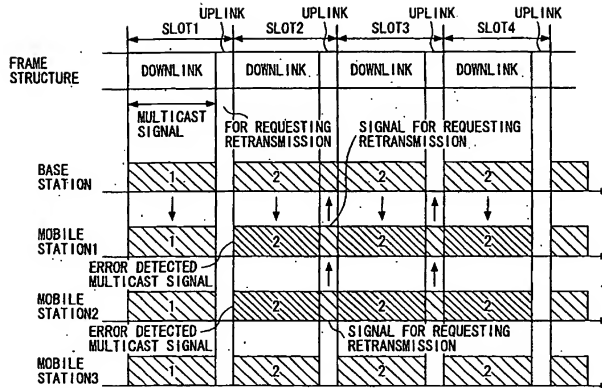 UPLINK UPLINK UPLINK UPLINK
SLOT1 SLOT2 SLOT3 SLOT4
FRAME
STRUCTURE
DOWNLINK DOWNLINK DOWNLINK DOWNLINK
MULTICAST
SIGNAL
FOR REQUESTING
RETRANSMISSION
SIGNAL FOR REQUESTING
RETRANSMISSION
BASE
STATION
1 2 2 2
MOBILE
STATION1
1 2 2 2
ERROR DETECTED
MULTICAST SIGNAL
MOBILE
STATION2
1 2 2 2
ERROR DETECTED
MULTICAST SIGNAL
SIGNAL FOR REQUESTING
RETRANSMISSION
MOBILE
STATION3
1 2 2 2